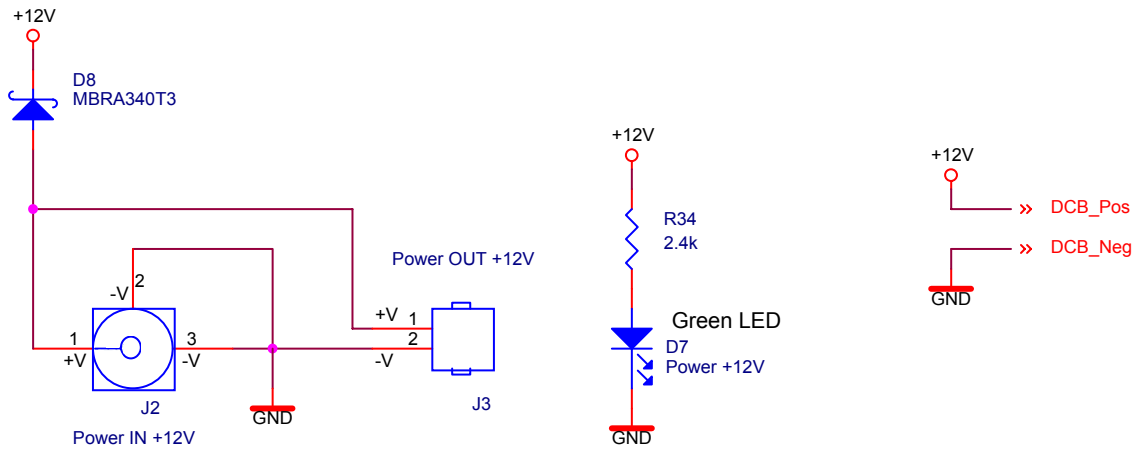 +12V
D8
MBRA340T3
2
-V
1
+V
3
-V
J2
Power IN +12V
GND
Power OUT +12V
+V
1
2
-V
J3
+12V
R34
2.4k
Green LED
D7
Power +12V
GND
+12V
DCB_Pos
DCB_Neg
GND